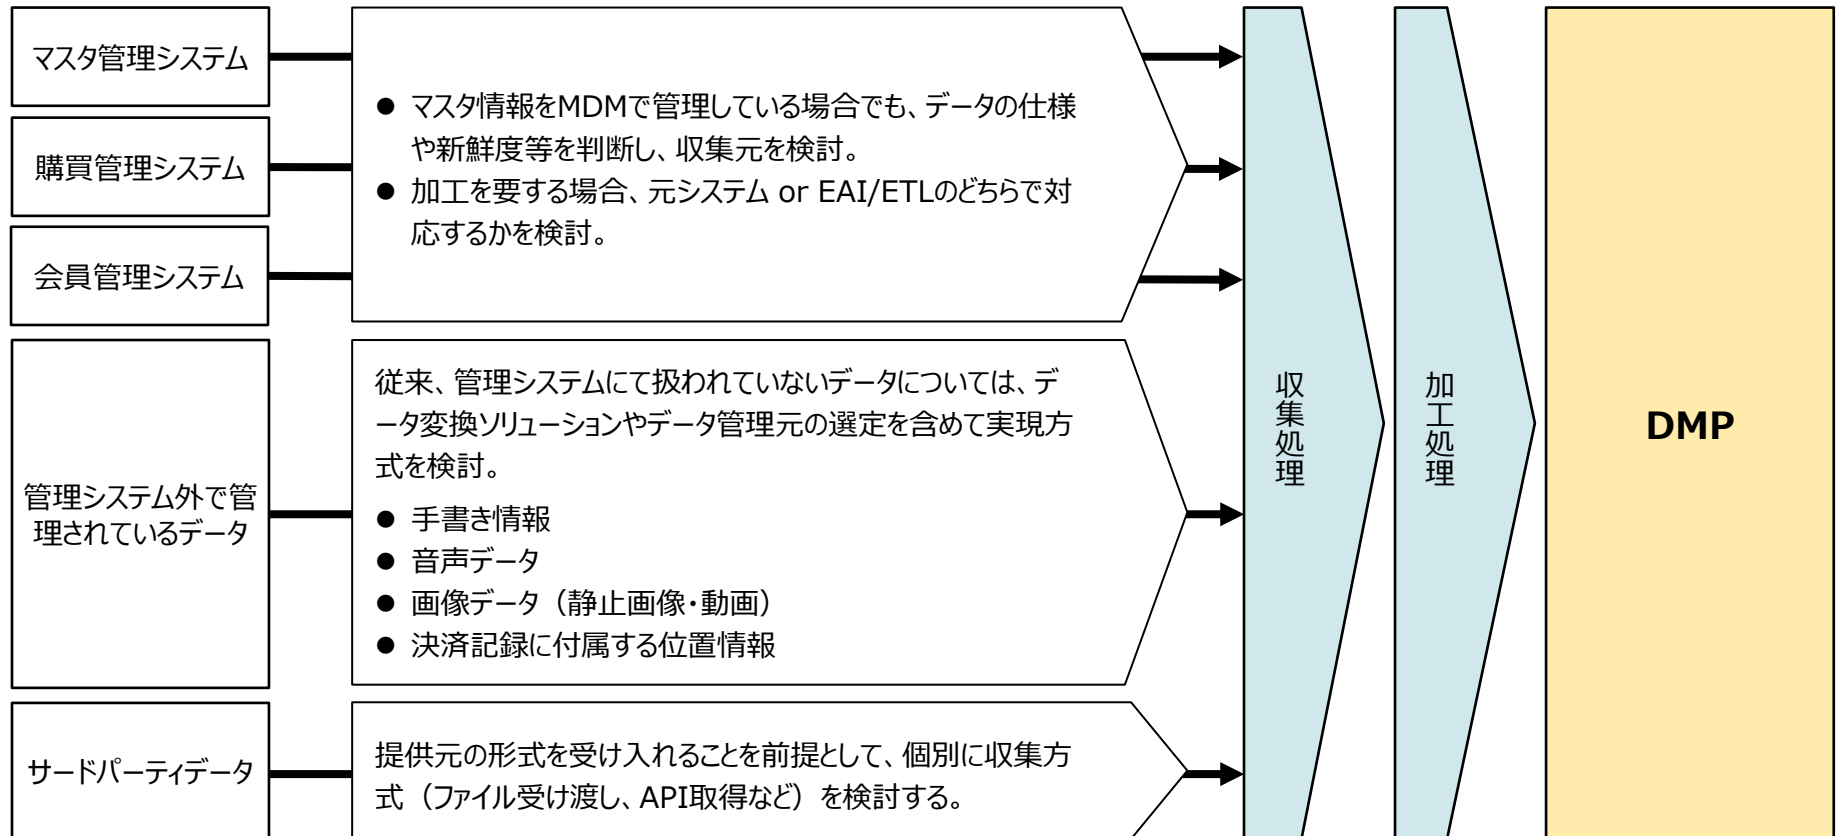 マスタ管理システム
購買管理システム
会員管理システム
● マスタ情報をMDMで管理している場合でも、データの仕様
や新鮮度等を判断し、収集元を検討。
● 加工を要する場合、元システム or EAI/ETLのどちらで対
応するかを検討。
管理システム外で管
理されているデータ
従来、管理システムにて扱われていないデータについては、デ
ータ変換ソリューションやデータ管理元の選定を含めて実現方
式を検討。
● 手書き情報
● 音声データ
● 画像データ（静止画像・動画）
● 決済記録に付属する位置情報
サードパーティデータ
提供元の形式を受け入れることを前提として、個別に収集方
式（ファイル受け渡し、API取得など）を検討する。
収集処理
加工処理
DMP